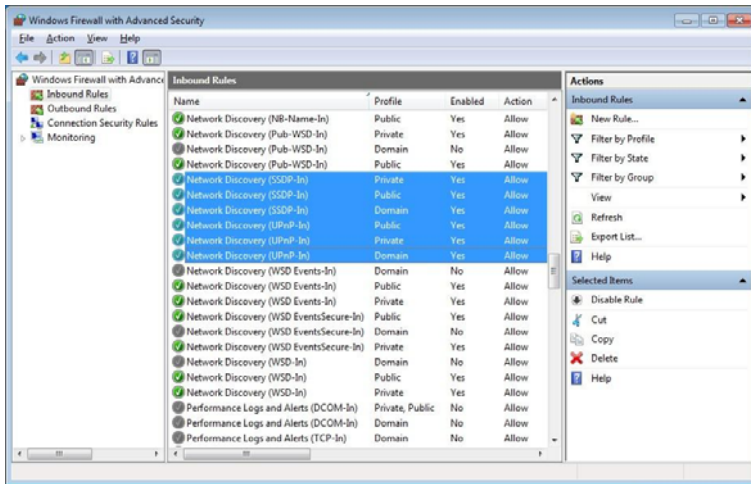 Windows Firewall with Advanced Security
File Action View Help
Windows Firewall with Advance
Inbound Rules
Outbound Rules
Connection Security Rules
Monitoring
Inbound Rules
Name Profile Enabled Action
Network Discovery (NB-Name-In) Public Yes Allow
Network Discovery (Pub-WSD-In) Private Yes Allow
Network Discovery (Pub-WSD-In) Domain No Allow
Network Discovery (Pub-WSD-In) Public Yes Allow
Network Discovery (SSDP-In) Private Yes Allow
Network Discovery (SSDP-In) Public Yes Allow
Network Discovery (SSDP-In) Domain Yes Allow
Network Discovery (UPnP-In) Public Yes Allow
Network Discovery (UPnP-In) Private Yes Allow
Network Discovery (UPnP-In) Domain Yes Allow
Network Discovery (WSD Events-In) Domain No Allow
Network Discovery (WSD Events-In) Public Yes Allow
Network Discovery (WSD Events-In) Private Yes Allow
Network Discovery (WSD EventsSecure-In) Public Yes Allow
Network Discovery (WSD EventsSecure-In) Domain No Allow
Network Discovery (WSD EventsSecure-In) Private Yes Allow
Network Discovery (WSD-In) Domain No Allow
Network Discovery (WSD-In) Public Yes Allow
Network Discovery (WSD-In) Private Yes Allow
Performance Logs and Alerts (DCOM-In) Private, Public No Allow
Performance Logs and Alerts (DCOM-In) Domain No Allow
Performance Logs and Alerts (TCP-In) Domain No Allow
Actions
Inbound Rules
New Rule...
Filter by Profile
Filter by State
Filter by Group
View
Refresh
Export List...
Help
Selected Items
Disable Rule
Cut
Copy
Delete
Help